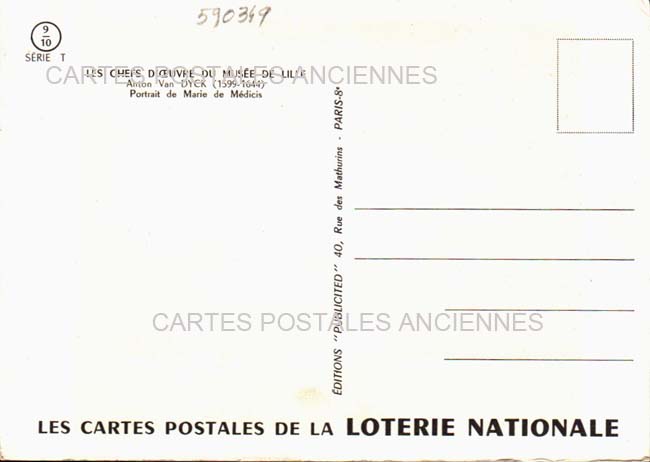 590349
9
10
SÉRIE T
LES CHEFS D'ŒUVRE DU MUSÉE DE LILLE
CARTES POSTALES ANCIENNES
Anton Van DYCK (1599-1644)
Portrait de Marie de Médicis
ÉDITIONS "PUBLICITED" 40, Rue des Mathurins - PARIS-8e
CARTES POSTALES ANCIENNES
LES CARTES POSTALES DE LA LOTERIE NATIONALE